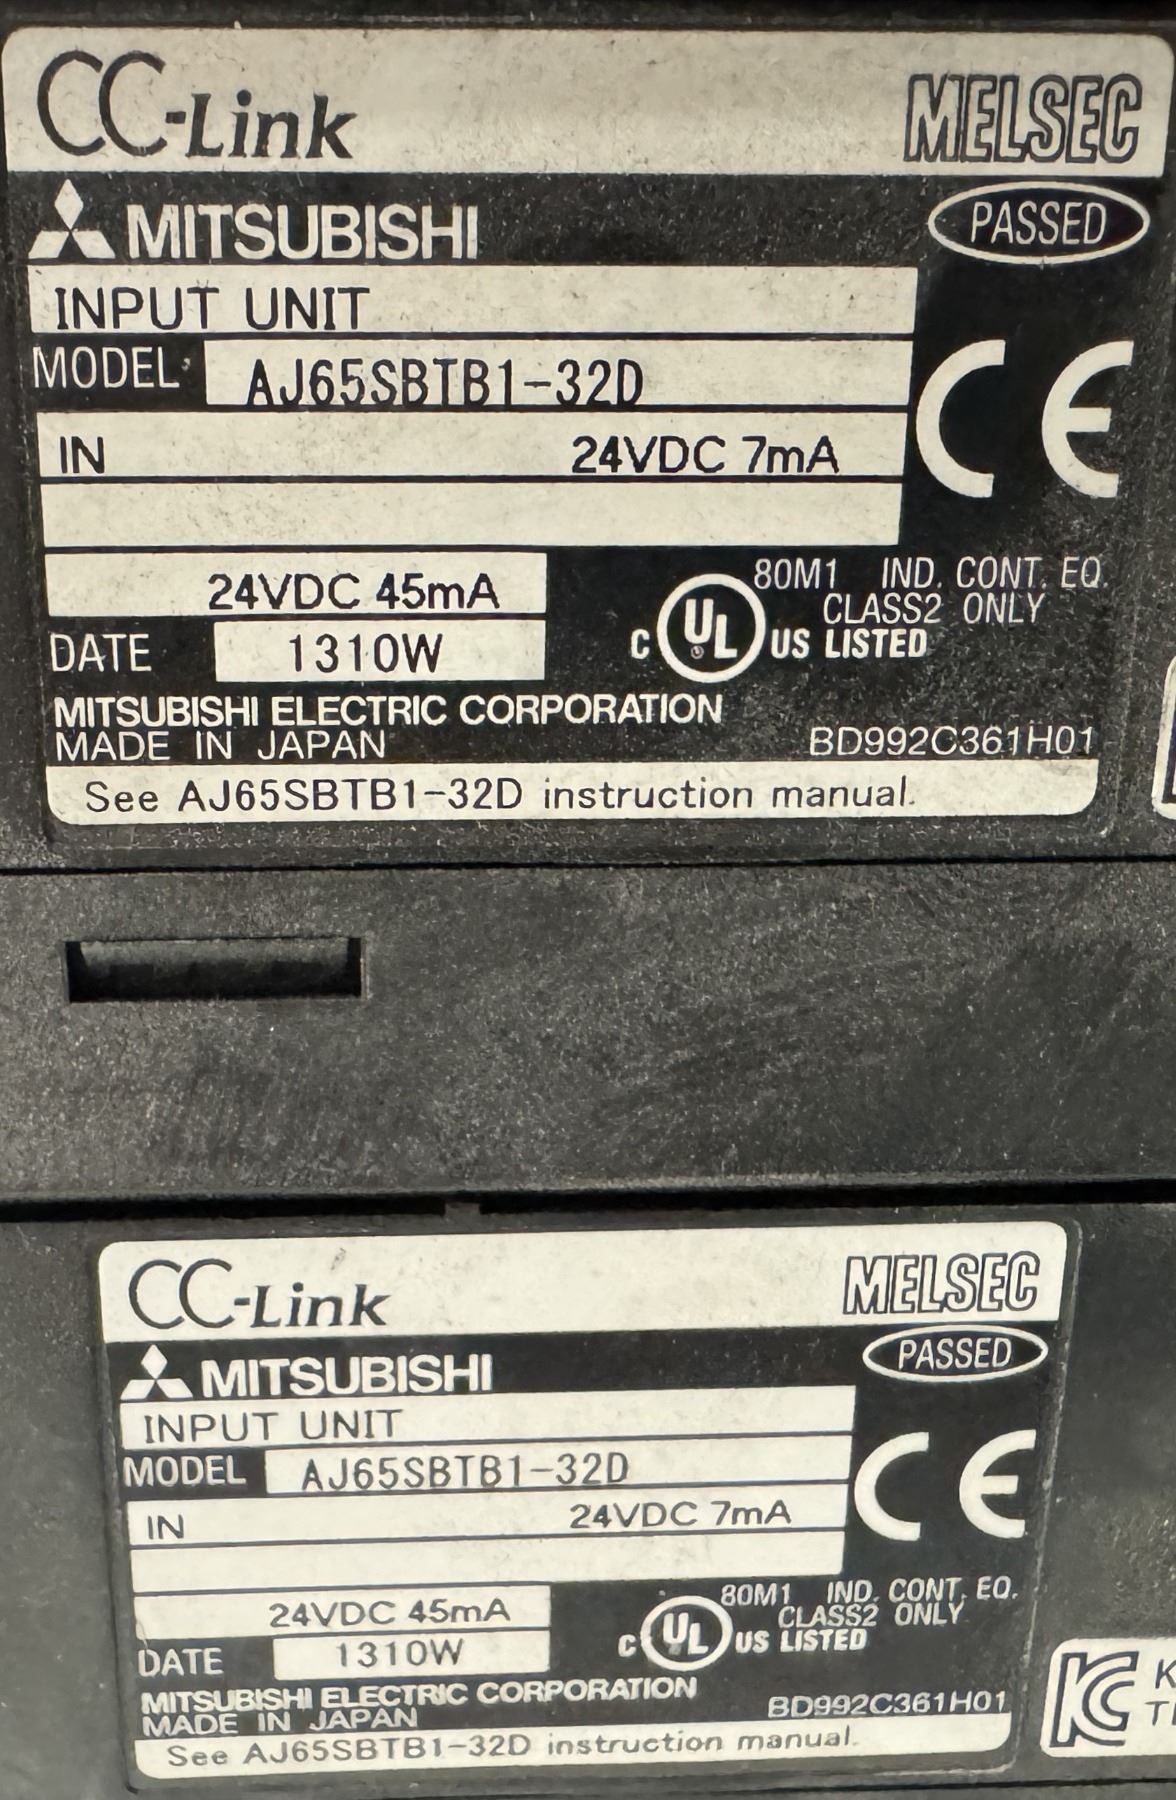 CC-Link MELSEC
MITSUBISHI PASSED
INPUT UNIT
MODEL AJ65SBTB1-32D
CE
IN 24VDC 7mA
24VDC 45mA
80M1 IND. CONT. EQ.
CLASS2 ONLY
C UL US LISTED
DATE 1310W
MITSUBISHI ELECTRIC CORPORATION
MADE IN JAPAN BD992C361H01
See AJ65SBTB1-32D instruction manual.
CC-Link MELSEC
MITSUBISHI PASSED
INPUT UNIT
MODEL AJ65SBTB1-32D
CE
IN 24VDC 7mA
24VDC 45mA
80M1 IND. CONT. EQ.
CLASS2 ONLY
C UL US LISTED
DATE 1310W
MITSUBISHI ELECTRIC CORPORATION
MADE IN JAPAN BD992C361H01
See AJ65SBTB1-32D instruction manual.
KC